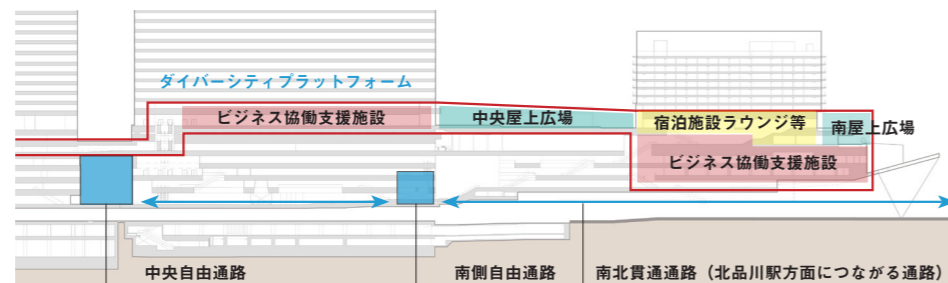 ダイバーシティプラットフォーム
ビジネス協働支援施設
中央屋上広場
宿泊施設ラウンジ等
南屋上広場
ビジネス協働支援施設
中央自由通路
南側自由通路
南北貫通通路（北品川駅方面につながる通路）